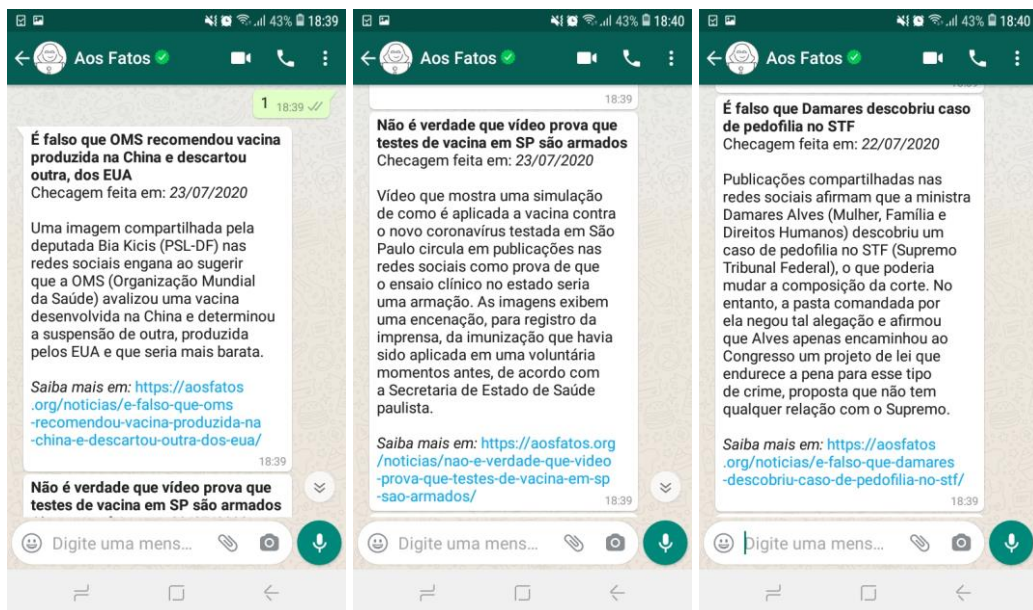 43% 18:39
Aos Fatos
1 18:39
É falso que OMS recomendou vacina
produzida na China e descartou
outra, dos EUA
Checagem feita em: 23/07/2020
Uma imagem compartilhada pela
deputada Bia Kicis (PSL-DF) nas
redes sociais engana ao sugerir
que a OMS (Organização Mundial
da Saúde) avalizou uma vacina
desenvolvida na China e determinou
a suspensão de outra, produzida
pelos EUA e que seria mais barata.
Saiba mais em: https://aosfatos
.org/noticias/e-falso-que-oms
-recomendou-vacina-produzida-na
-china-e-descartou-outra-dos-eua/
18:39
Não é verdade que vídeo prova que
testes de vacina em SP são armados
Digite uma mens...
43% 18:40
Aos Fatos
18:39
Não é verdade que vídeo prova que
testes de vacina em SP são armados
Checagem feita em: 23/07/2020
Vídeo que mostra uma simulação
de como é aplicada a vacina contra
o novo coronavírus testada em São
Paulo circula em publicações nas
redes sociais como prova de que
o ensaio clínico no estado seria
uma armação. As imagens exibem
uma encenação, para registro da
imprensa, da imunização que havia
sido aplicada em uma voluntária
momentos antes, de acordo com
a Secretaria de Estado de Saúde
paulista.
Saiba mais em: https://aosfatos.org
/noticias/nao-e-verdade-que-video
-prova-que-testes-de-vacina-em-sp
-sao-armados/
18:39
Digite uma mens...
43% 18:40
Aos Fatos
É falso que Damares descobriu caso
de pedofilia no STF
Checagem feita em: 22/07/2020
Publicações compartilhadas nas
redes sociais afirmam que a ministra
Damares Alves (Mulher, Família e
Direitos Humanos) descobriu um
caso de pedofilia no STF (Supremo
Tribunal Federal), o que poderia
mudar a composição da corte. No
entanto, a pasta comandada por
ela negou tal alegação e afirmou
que Alves apenas encaminhou ao
Congresso um projeto de lei que
endurece a pena para esse tipo
de crime, proposta que não tem
qualquer relação com o Supremo.
Saiba mais em: https://aosfatos
.org/noticias/e-falso-que-damares
-descobriu-caso-de-pedofilia-no-stf/
18:39
Digite uma mens...